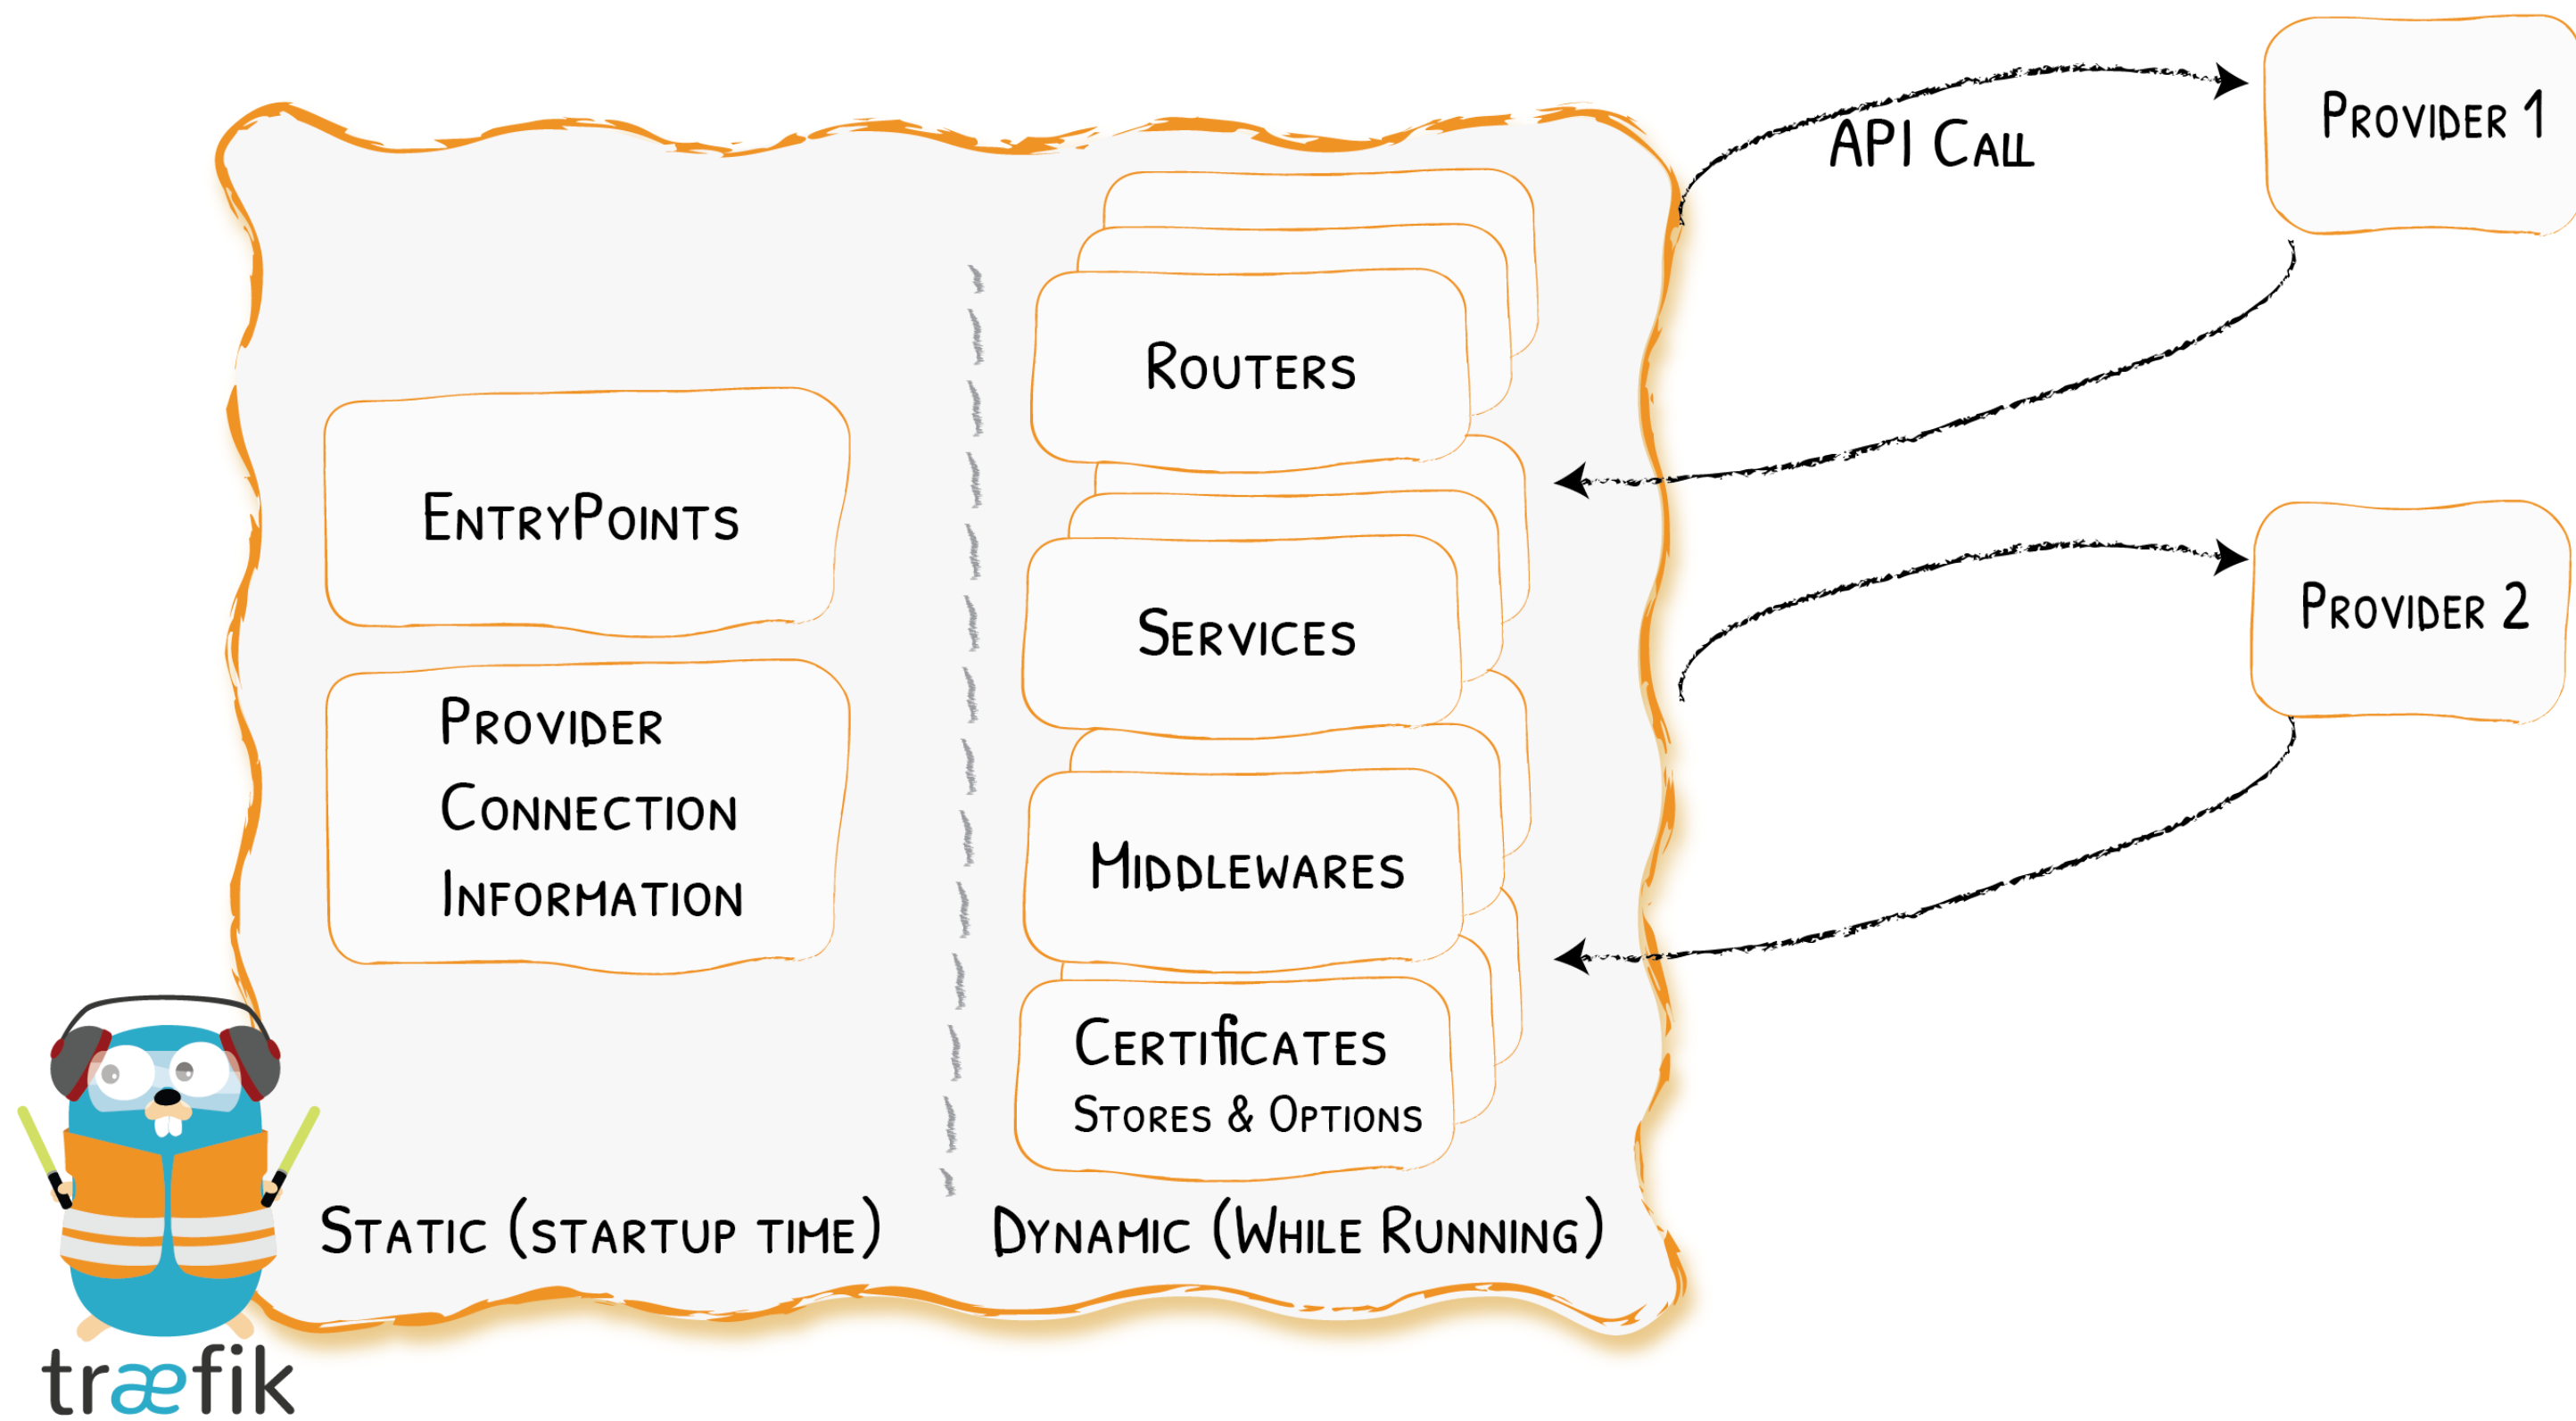 API Call
Provider 1
Routers
EntryPoints
Services
Provider 2
Provider
Connection
Information
Middlewares
Certificates
Stores & Options
Static (startup time)
Dynamic (While Running)
træfik